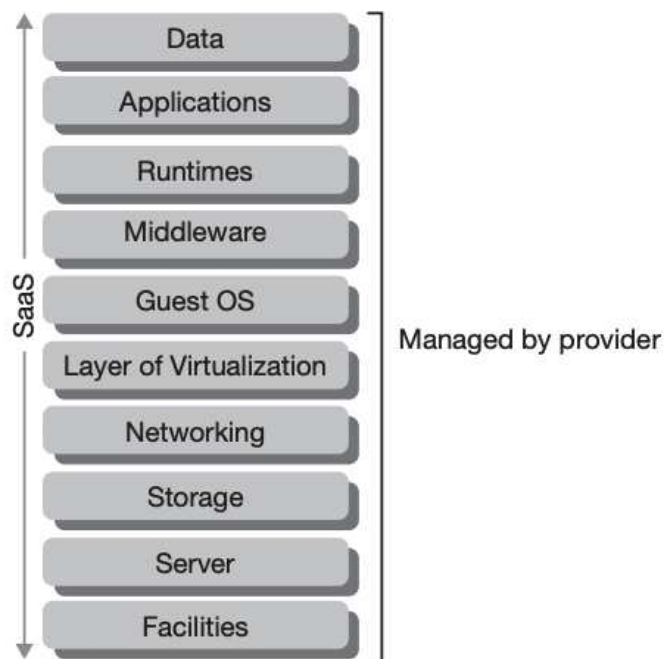 Data
Applications
Runtimes
Middleware
SaaS
Guest OS
Managed by provider
Layer of Virtualization
Networking
Storage
Server
Facilities